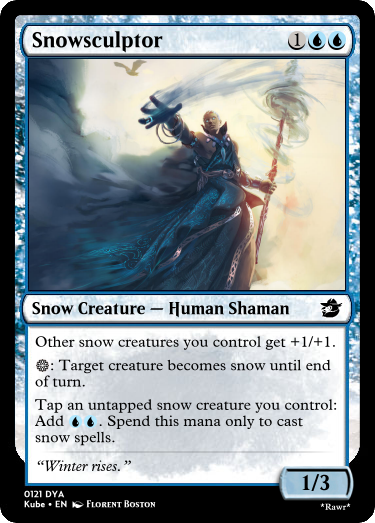 Snowsculptor 1
Snow Creature — Human Shaman
Other snow creatures you control get +1/+1.
: Target creature becomes snow until end
of turn.
Tap an untapped snow creature you control:
Add . Spend this mana only to cast
snow spells.
“Winter rises.”
1/3
0121 DYA
Kube • EN Florent Boston
*Rawr*